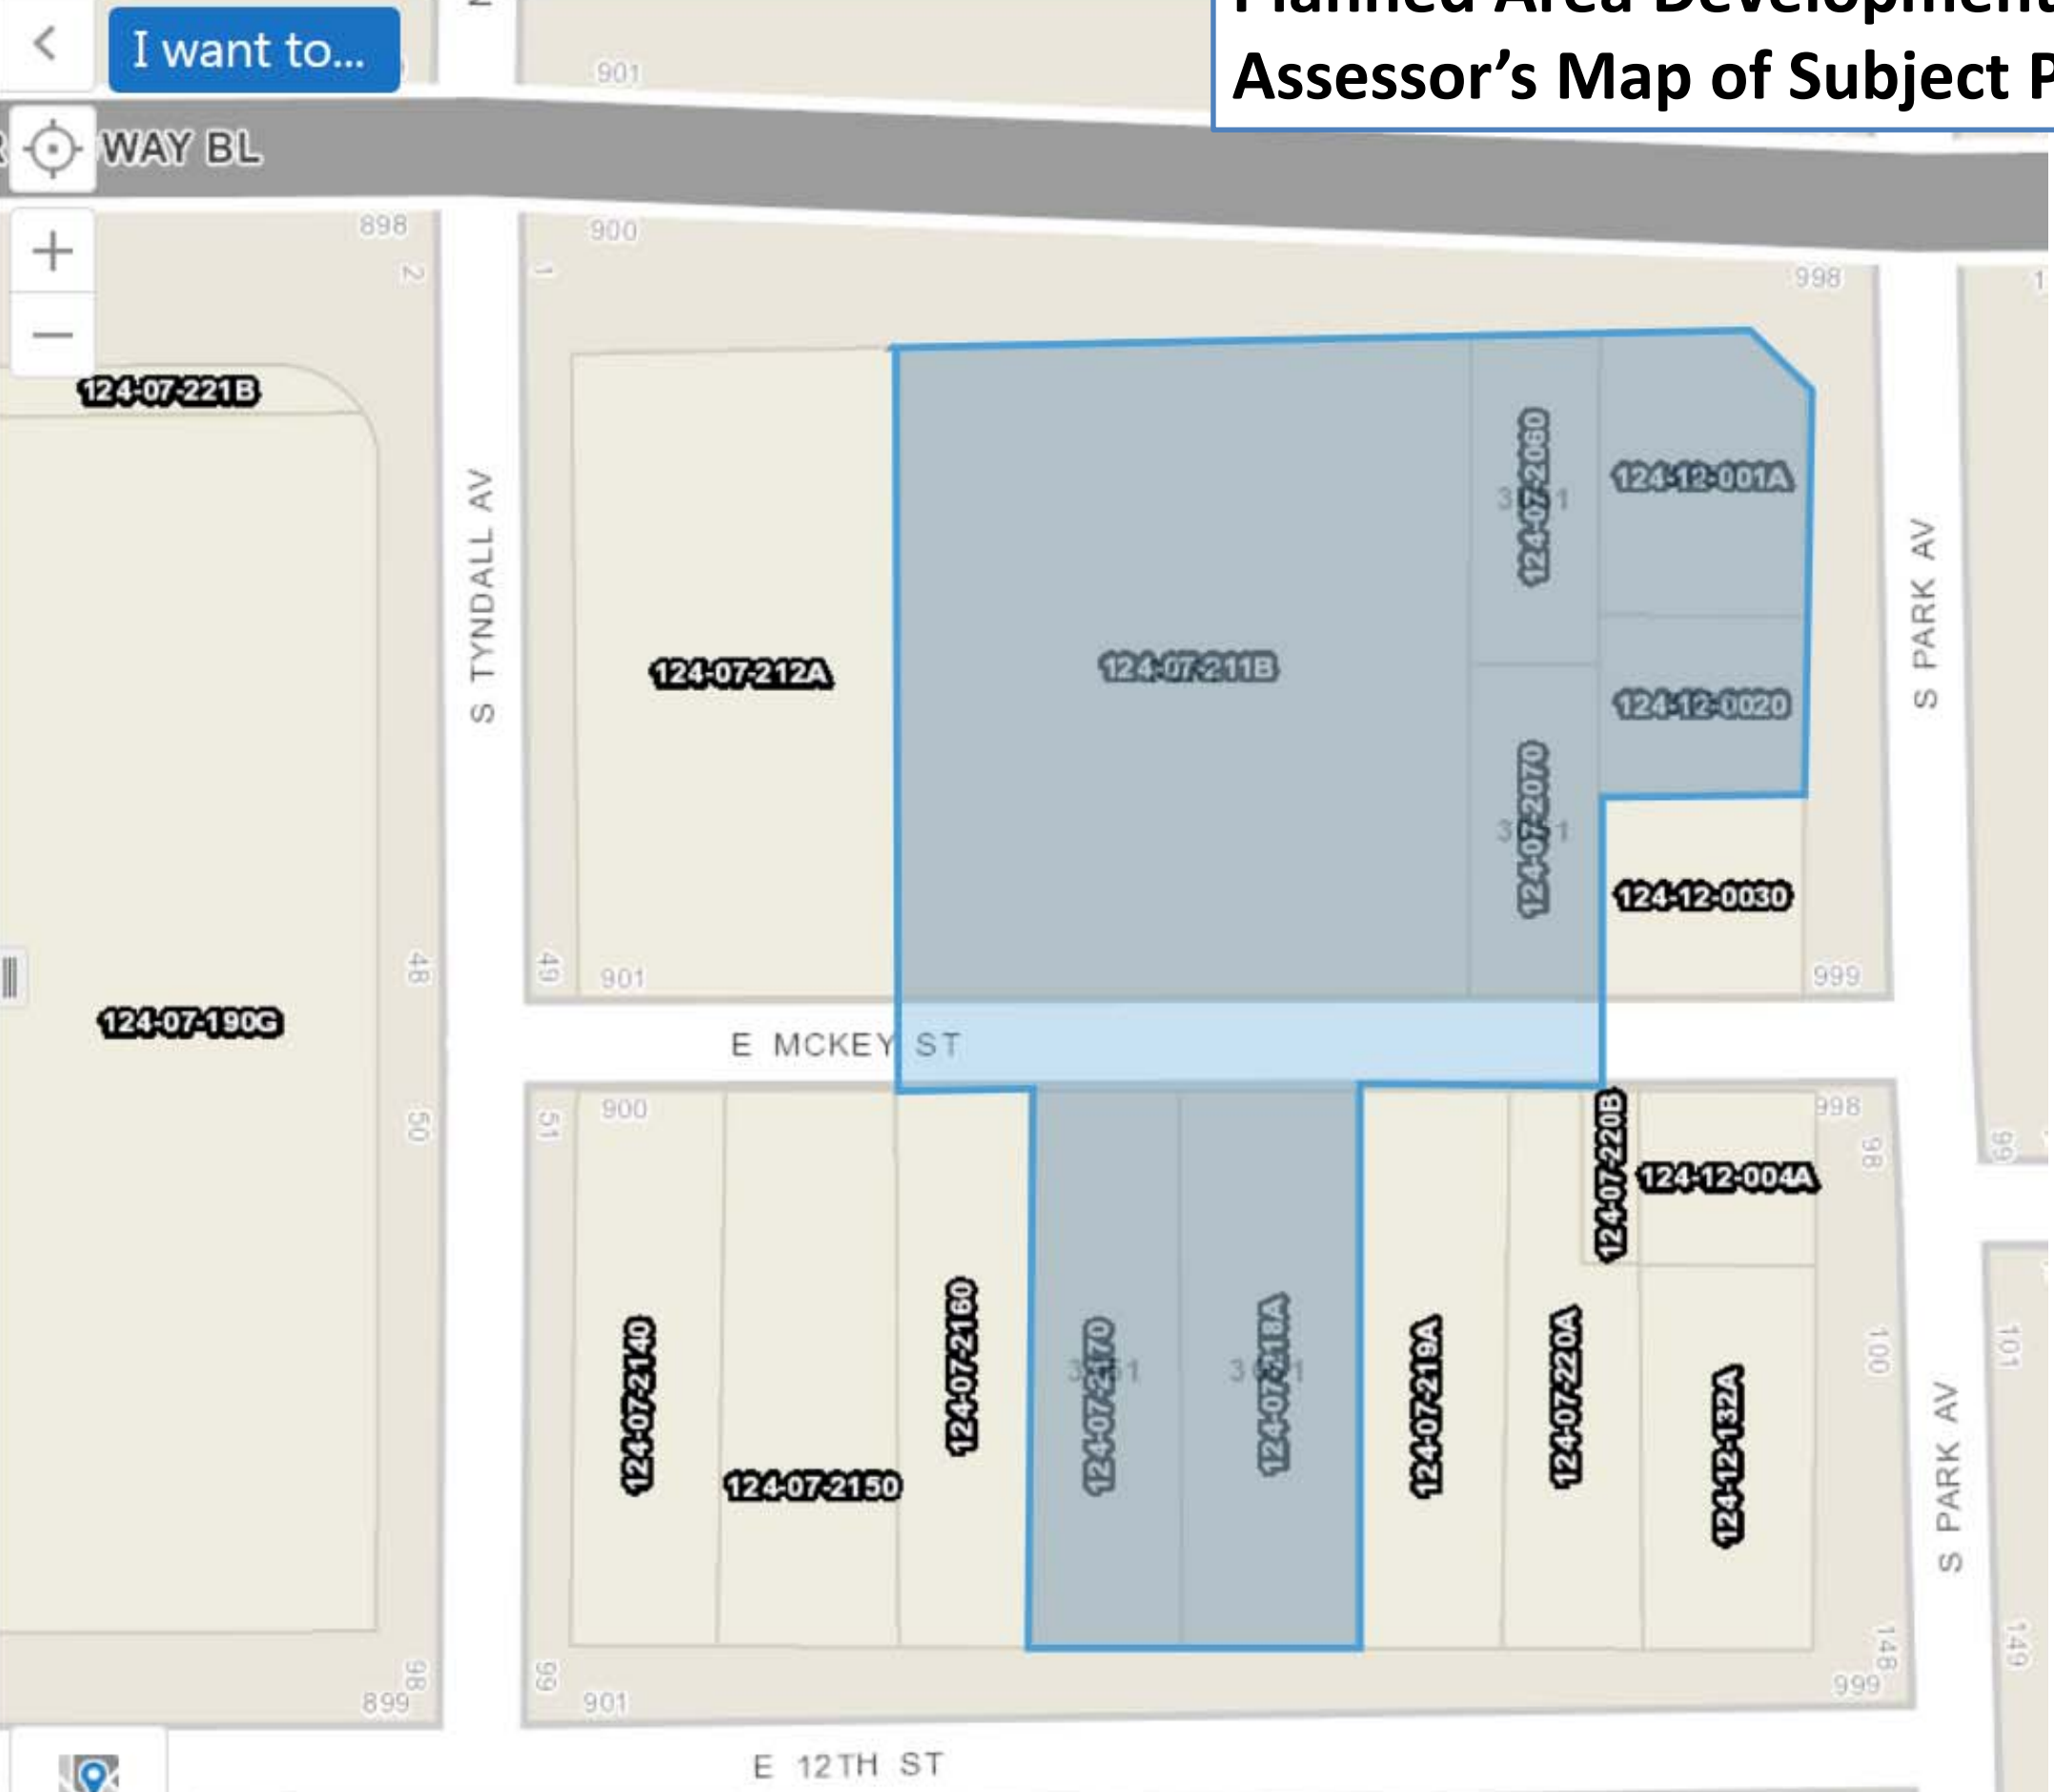 Assessor's Map of Subject
I want to...
901
WAY BL
898
900
2
1
998
1
124-07-221B
S TYNDALL AV
124-07-2060
124-12-001A
S PARK AV
124-07-212A
124-07-211B
124-12-0020
124-07-2070
124-12-0030
48
49
901
999
124-07-190G
E MCKEY ST
50
51
900
998
98
99
124-07-220B
124-12-004A
124-07-2140
124-07-2150
124-07-2160
124-07-2170
124-07-218A
124-07-219A
124-07-220A
124-12-132A
100
101
S PARK AV
98
99
899
901
148
149
999
E 12TH ST